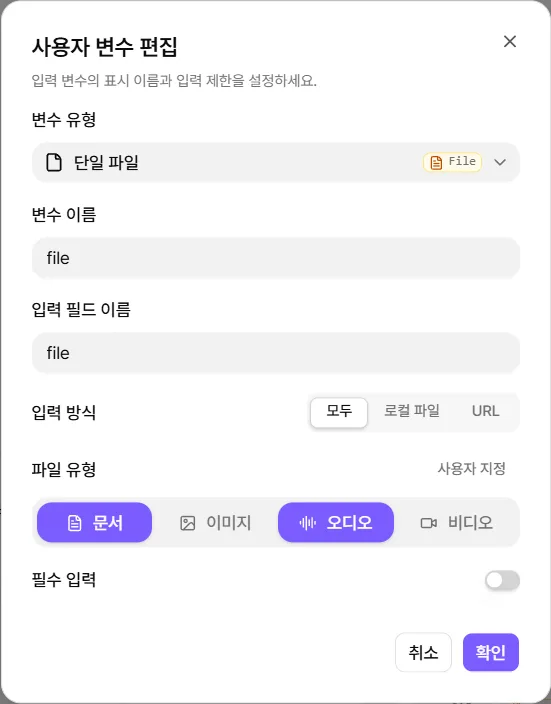 사용자 변수 편집
입력 변수의 표시 이름과 입력 제한을 설정하세요.
변수 유형
단일 파일 File
변수 이름
file
입력 필드 이름
file
입력 방식 모두 로컬 파일 URL
파일 유형 사용자 지정
문서 이미지 오디오 비디오
필수 입력
취소 확인